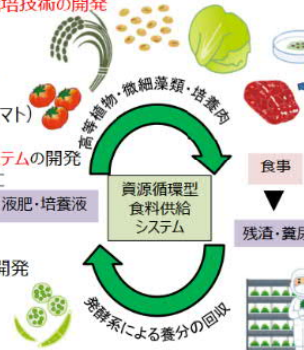 培技術の開発
高等植物・微細藻類・培養肉
マト)
テムの開発
食事
資源循環型
食料供給
システム
液肥・培養液
残渣・糞尿
開発
発酵系による養分の回収